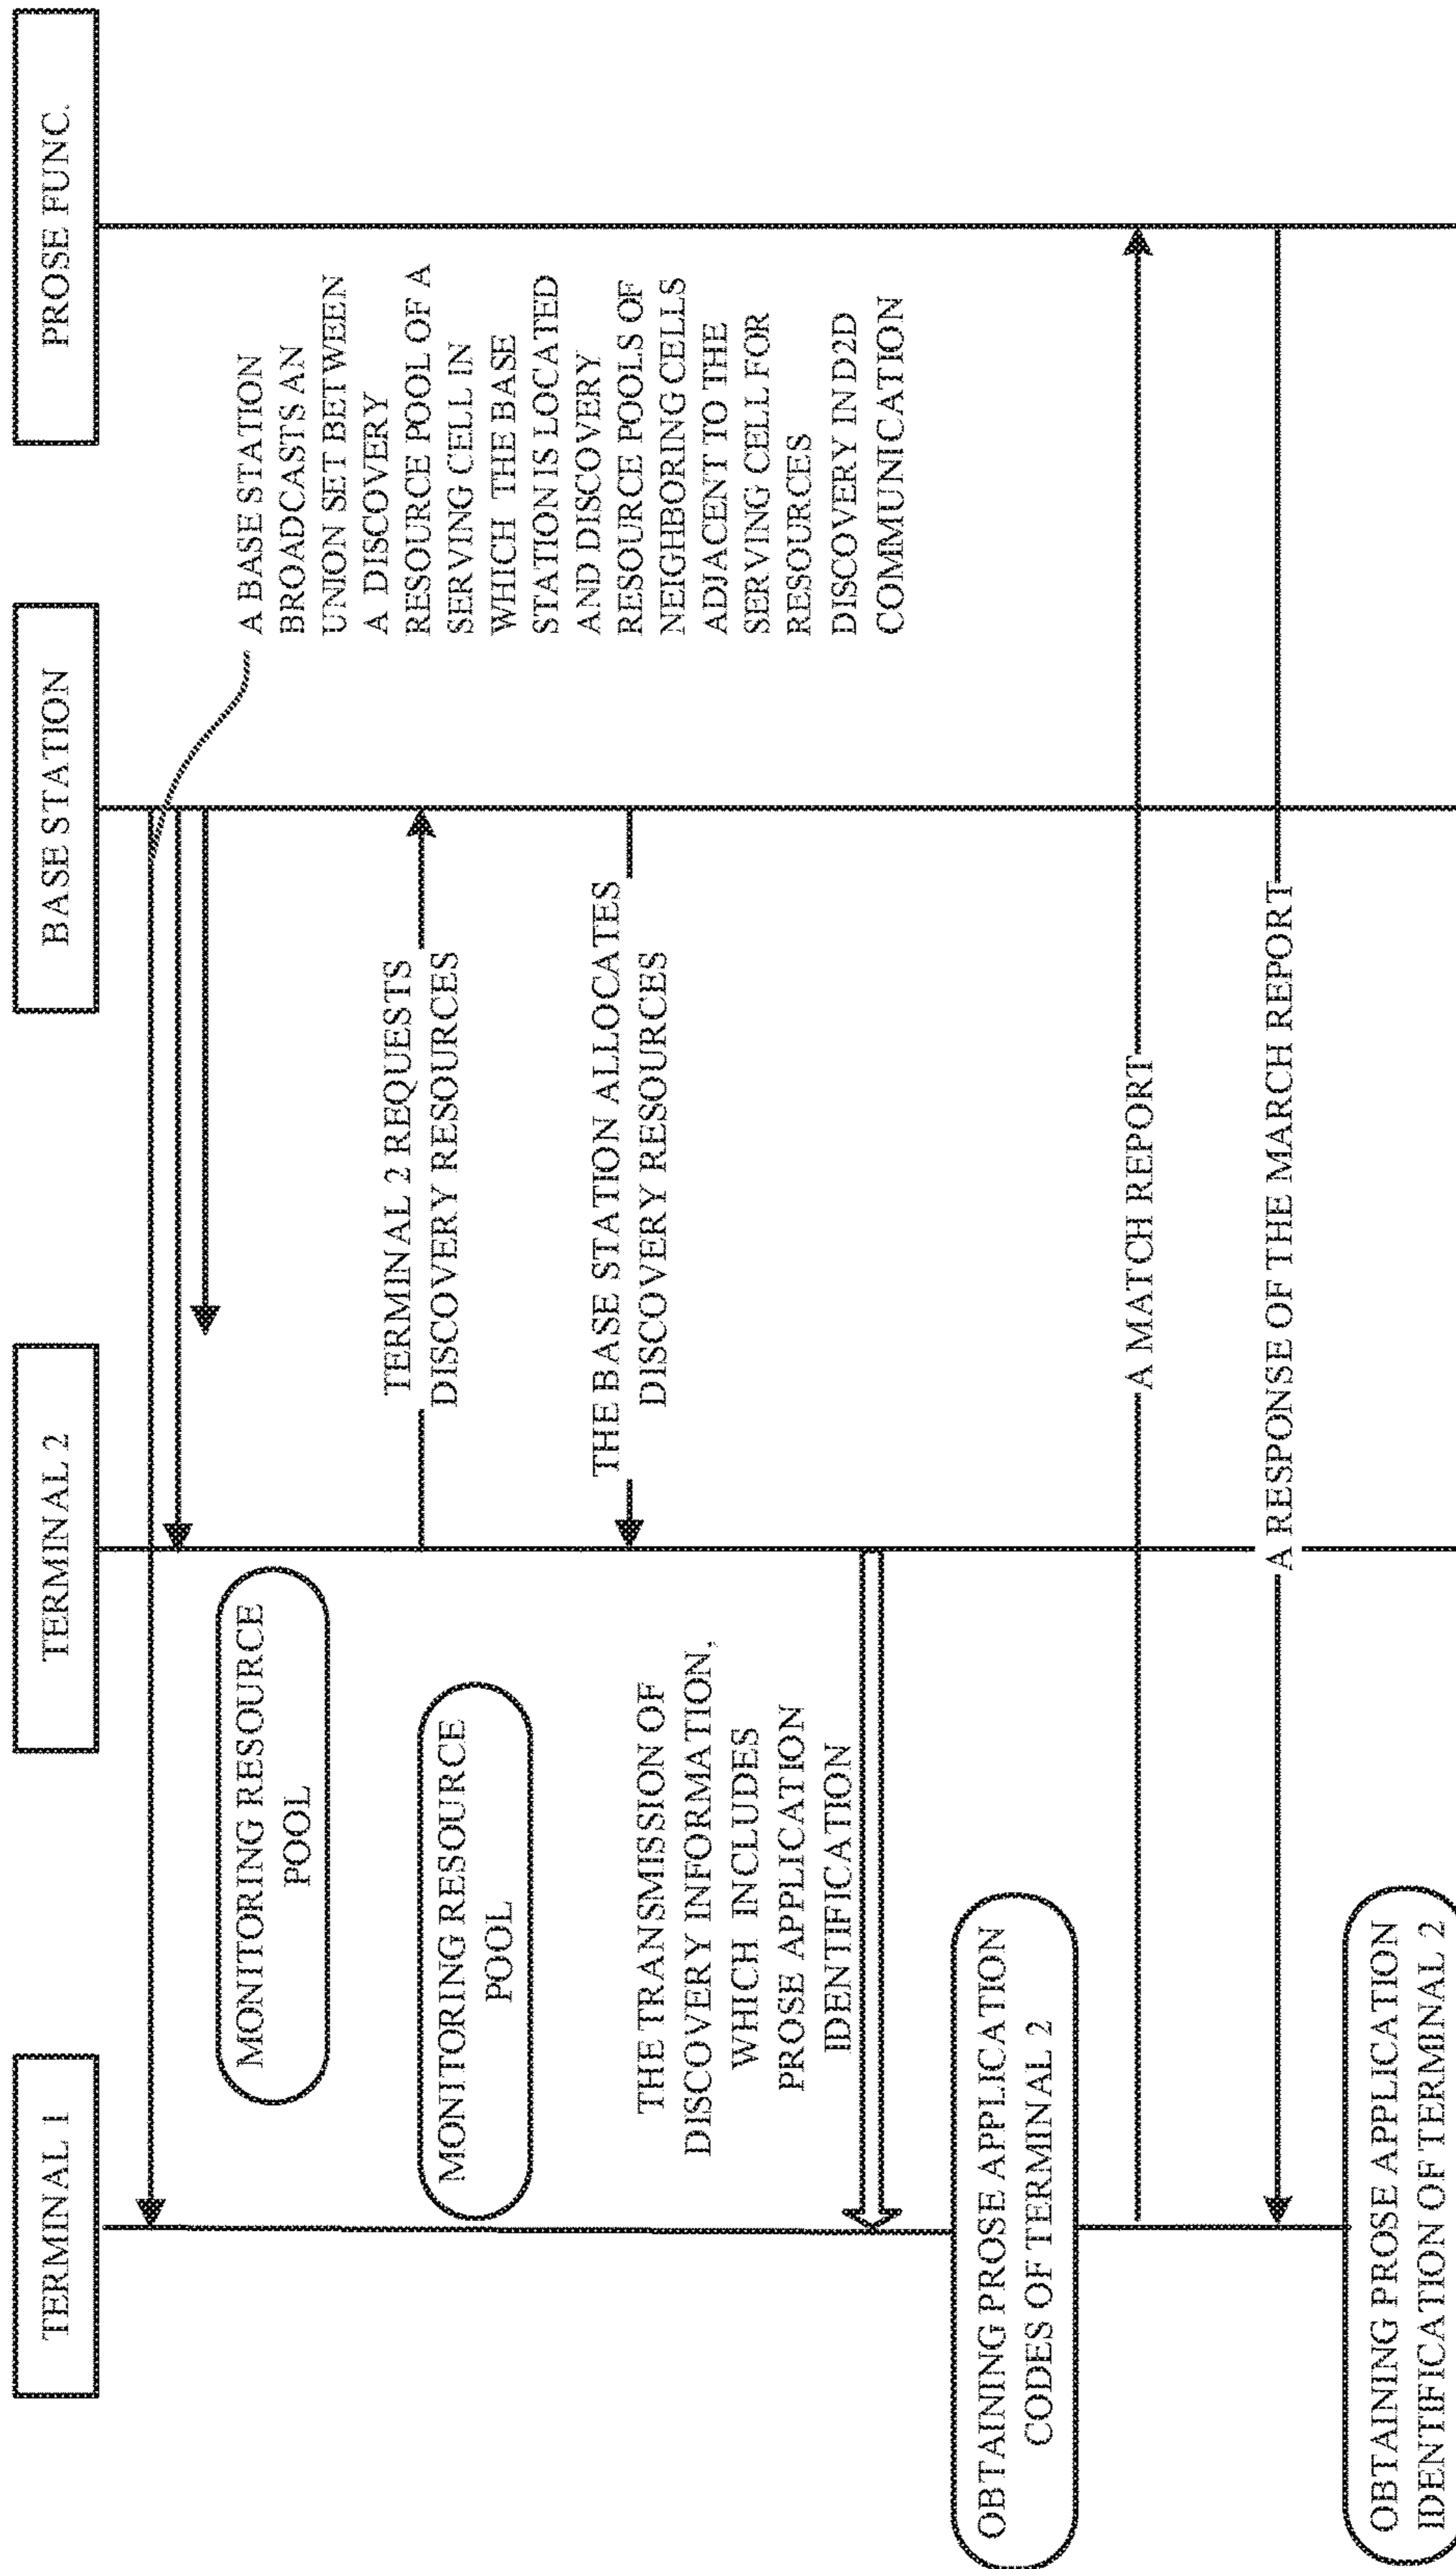 TERMINAL 1
TERMINAL 2
BASE STATION
PROSE FUNC.
A BASE STATION
BROADCASTS AN
UNION SET BETWEEN
A DISCOVERY
RESOURCE POOL OF A
SERVING CELL IN
WHICH THE BASE
STATION IS LOCATED
AND DISCOVERY
RESOURCE POOLS OF
NEIGHBORING CELLS
ADJACENT TO THE
SERVING CELL FOR
RESOURCES
DISCOVERY IN D2D
COMMUNICATION
MONITORING RESOURCE
POOL
TERMINAL 2 REQUESTS
DISCOVERY RESOURCES
MONITORING RESOURCE
POOL
THE BASE STATION ALLOCATES
DISCOVERY RESOURCES
THE TRANSMISSION OF
DISCOVERY INFORMATION,
WHICH INCLUDES
PROSE APPLICATION
IDENTIFICATION
OBTAINING PROSE APPLICATION
CODES OF TERMINAL 2
A MATCH REPORT
A RESPONSE OF THE MARCH REPORT
OBTAINING PROSE APPLICATION
IDENTIFICATION OF TERMINAL 2